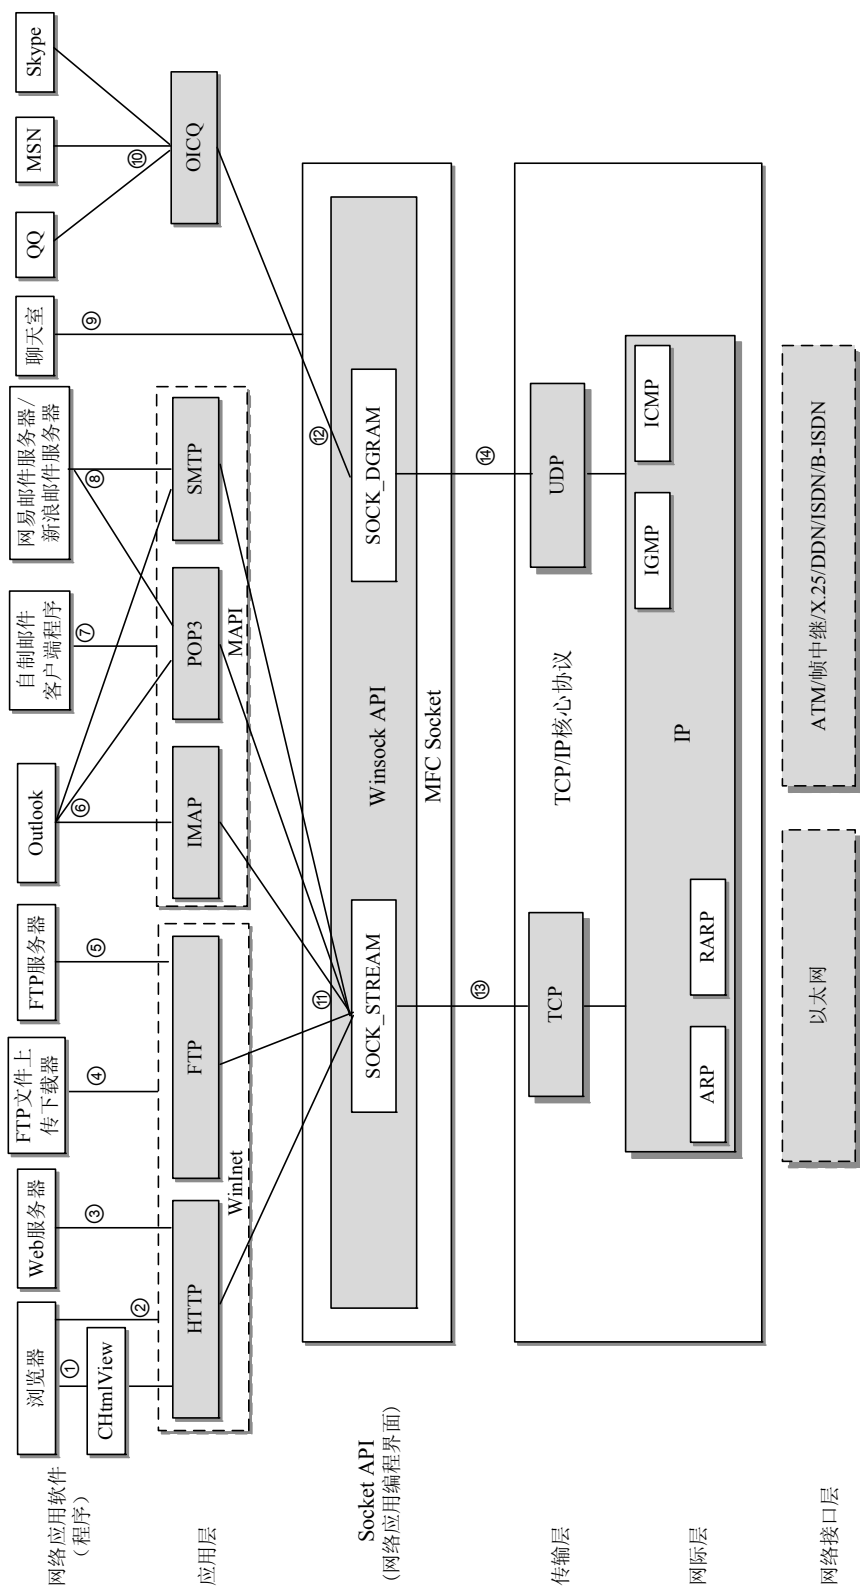 网络应用软件
（程序）
浏览器
①
②
CHtmlView
Web服务器
③
FTP文件上
传下载器
④
FTP服务器
⑤
Outlook
⑥
自制邮件
客户端程序
⑦
网易邮件服务器/
新浪邮件服务器
⑧
聊天室
⑨
QQ
MSN
Skype
⑩
应用层
HTTP
FTP
WinInet
IMAP
POP3
SMTP
MAPI
OICQ
⑪
⑫
Socket API
(网络应用编程界面)
SOCK_STREAM
Winsock API
SOCK_DGRAM
MFC Socket
⑬
⑭
传输层
TCP
TCP/IP核心协议
UDP
网际层
ARP
RARP
IP
IGMP
ICMP
网络接口层
以太网
ATM/帧中继/X.25/DDN/ISDN/B-ISDN